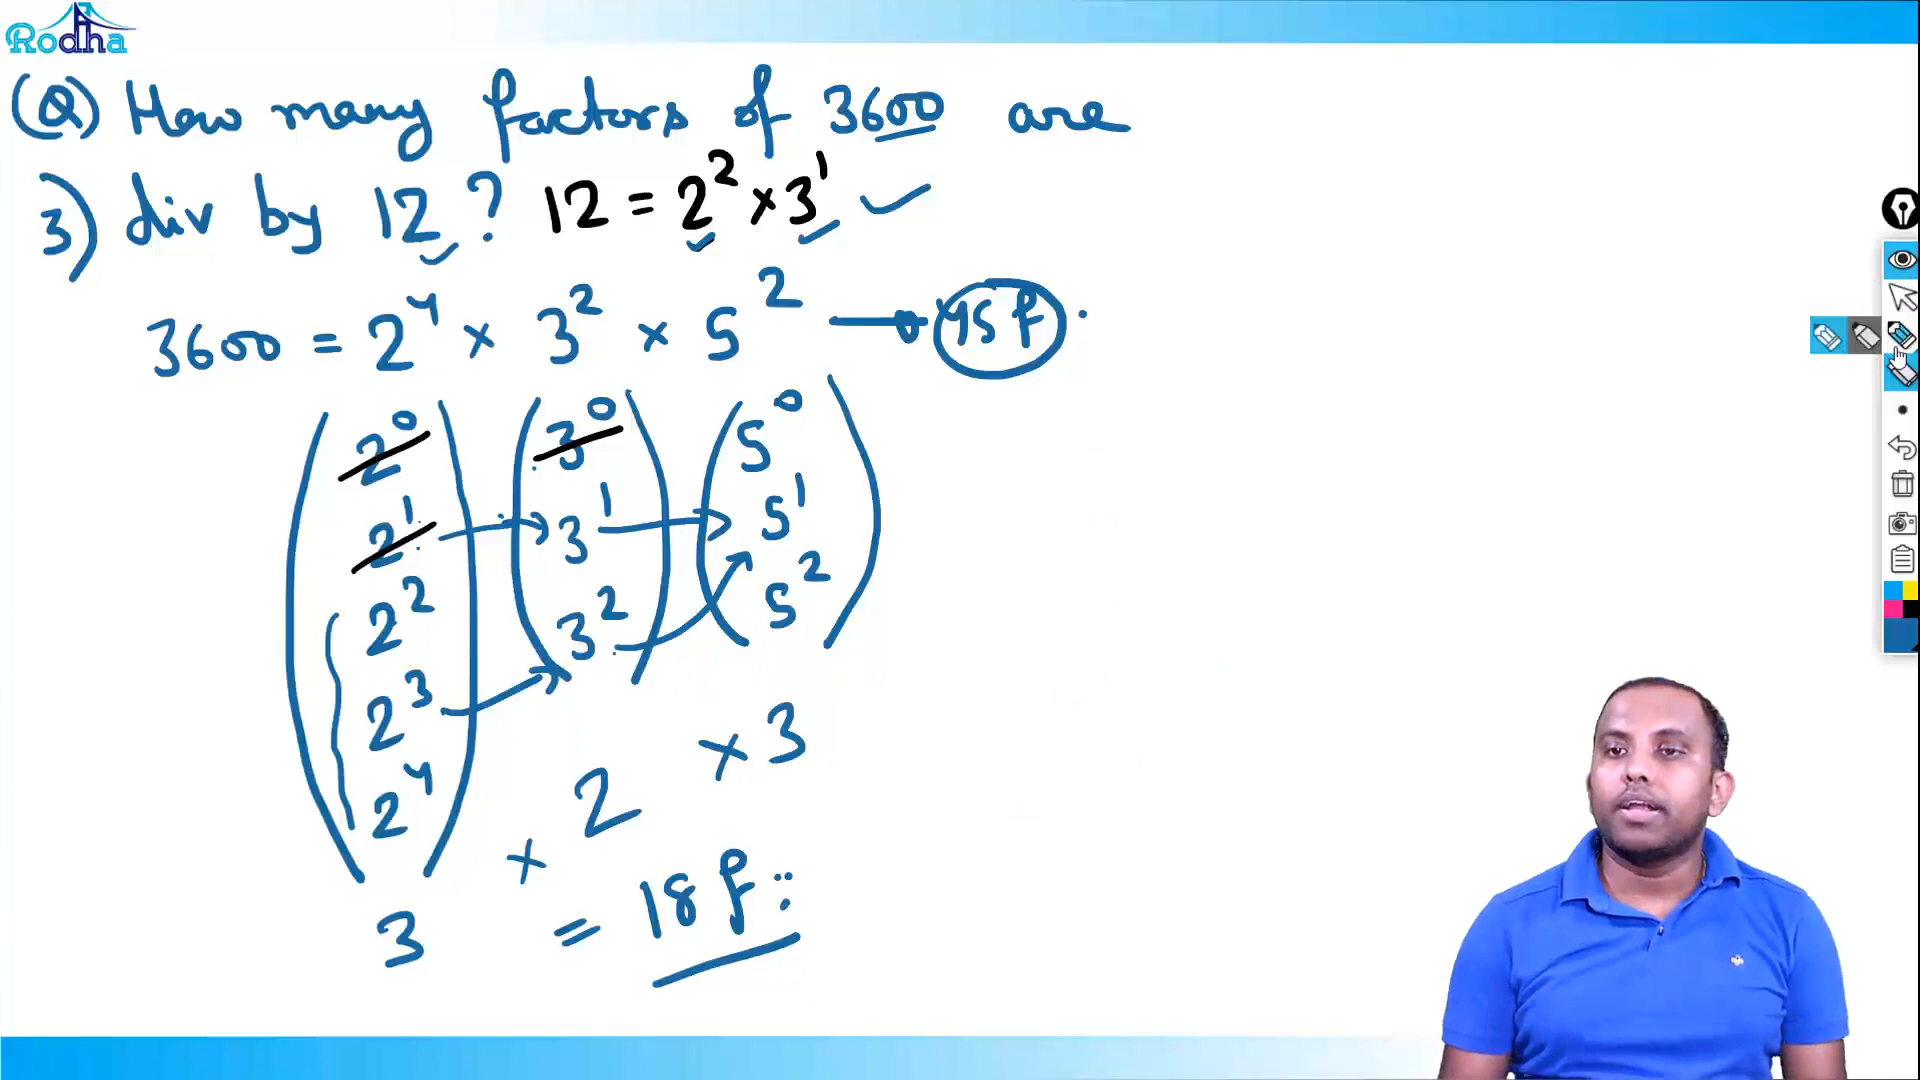 Rodha
(Q) How many factors of 3600 are
3) div by 12 ? 12 = 2² × 3¹
3600 = 2⁴ × 3² × 5² → 45 f.
2⁰ 3⁰ 5⁰
2¹ 3¹ 5¹
2² 3² 5²
2³
2⁴
3 × 2 × 3
= 18 f